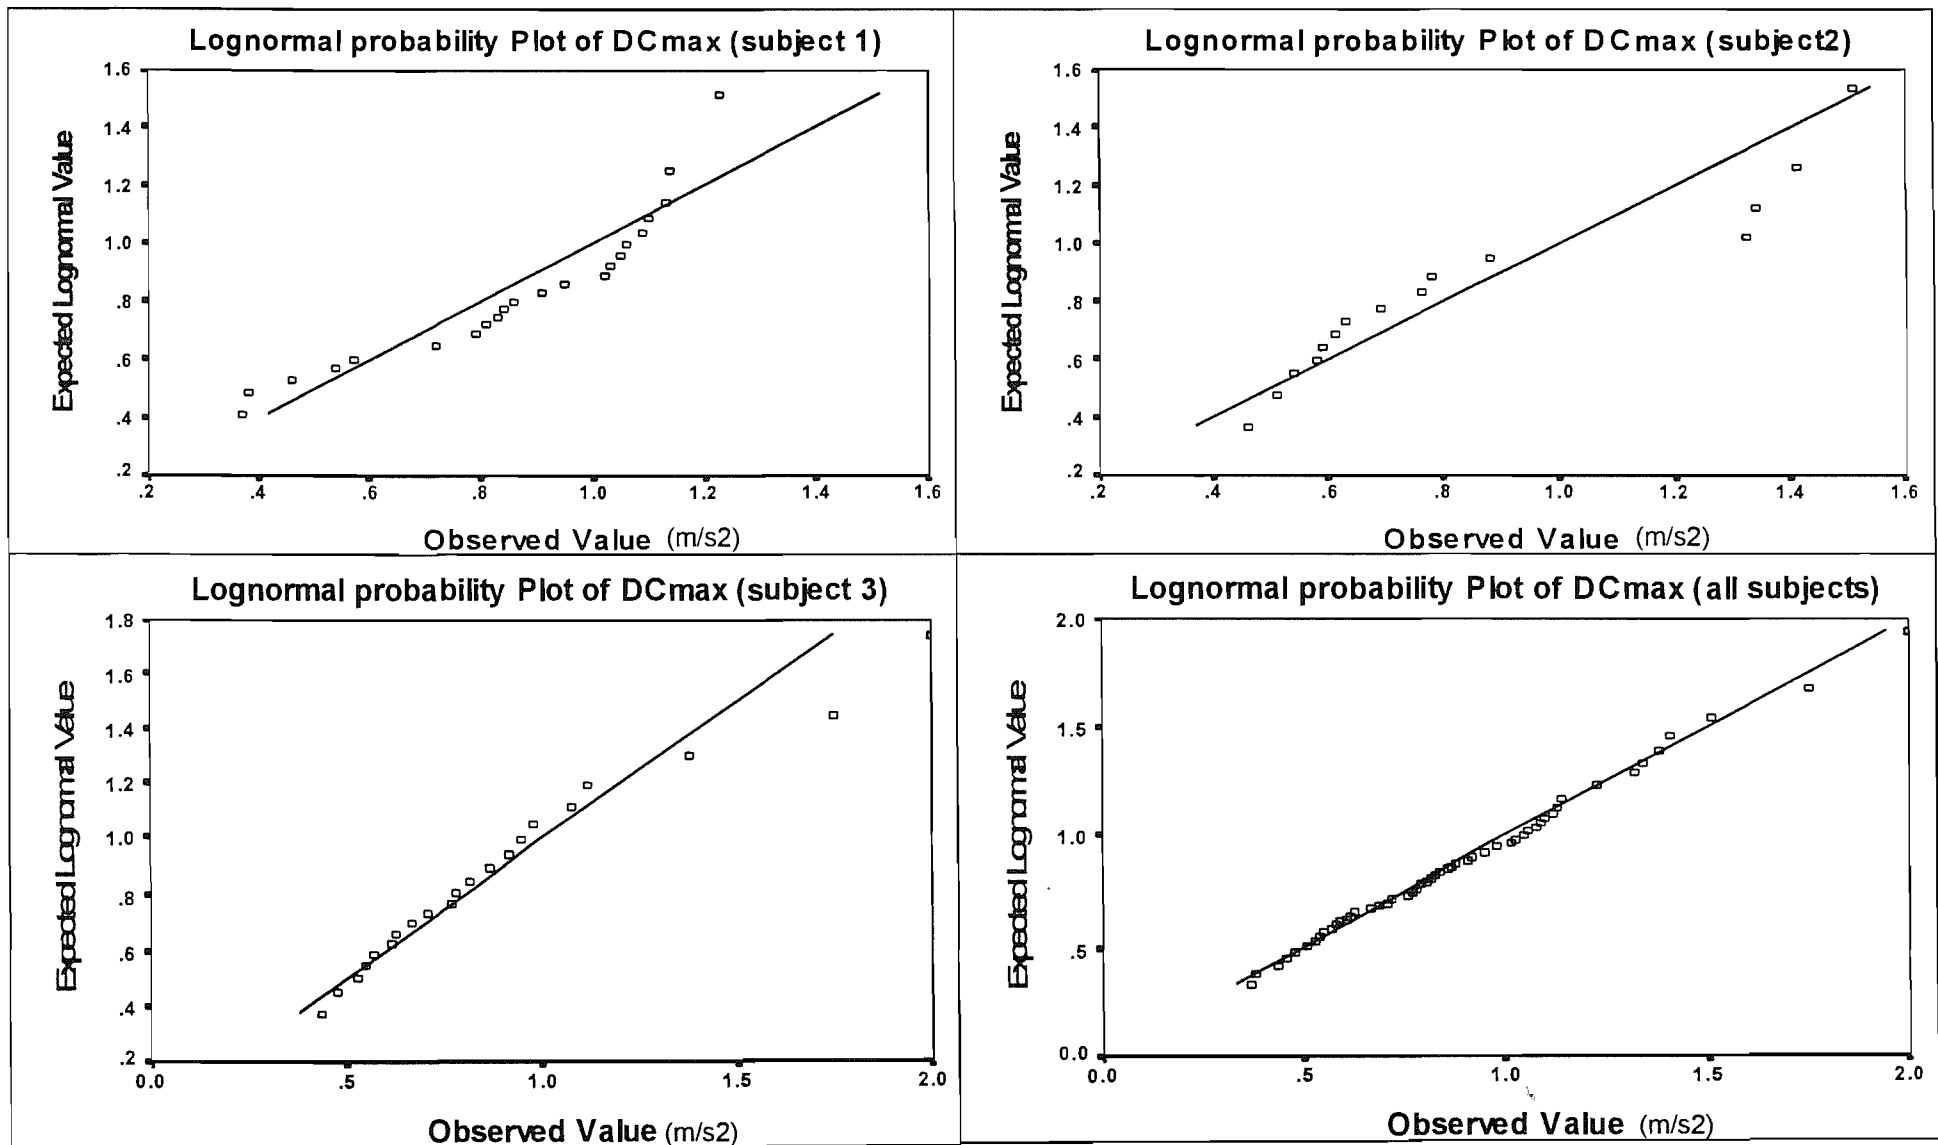 Lognormal probability Plot of DCmax (subject 1)
1.6
1.4
1.2
1.0
.8
.6
.4
.2
Expected Lognormal Value
.2 .4 .6 .8 1.0 1.2 1.4 1.6
Observed Value (m/s2)
Lognormal probability Plot of DCmax (subject2)
1.6
1.4
1.2
1.0
.8
.6
.4
.2
Expected Lognormal Value
.2 .4 .6 .8 1.0 1.2 1.4 1.6
Observed Value (m/s2)
Lognormal probability Plot of DCmax (subject 3)
1.8
1.6
1.4
1.2
1.0
.8
.6
.4
.2
Expected Lognormal Value
0.0 .5 1.0 1.5 2.0
Observed Value (m/s2)
Lognormal probability Plot of DCmax (all subjects)
2.0
1.5
1.0
.5
0.0
Expected Lognormal Value
0.0 .5 1.0 1.5 2.0
Observed Value (m/s2)